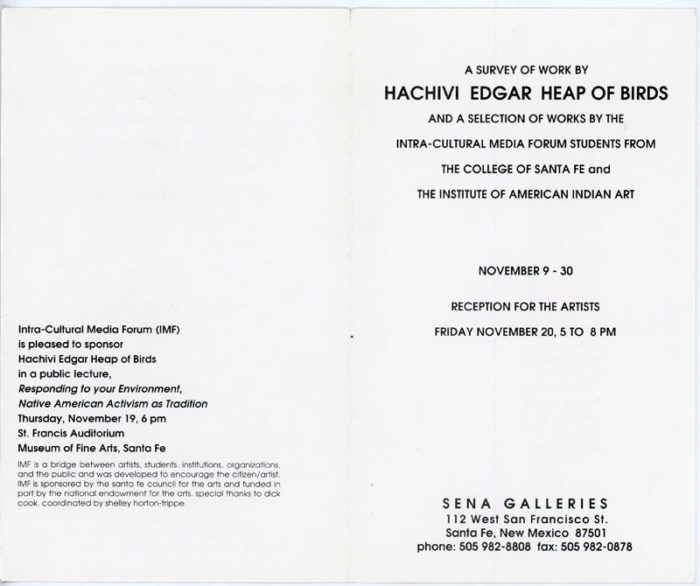 Intra-Cultural Media Forum (IMF)
is pleased to sponsor
Hachivi Edgar Heap of Birds
in a public lecture,
Responding to your Environment,
Native American Activism as Tradition
Thursday, November 19, 6 pm
St. Francis Auditorium
Museum of Fine Arts, Santa Fe
IMF is a bridge between artists, students, institutions, organizations,
and the public and was developed to encourage the citizen/artist.
IMF is sponsored by the santa fe council for the arts and funded in
part by the national endowment for the arts. special thanks to dick
cook. coordinated by shelley horton-trippe.
A SURVEY OF WORK BY
HACHIVI EDGAR HEAP OF BIRDS
AND A SELECTION OF WORKS BY THE
INTRA-CULTURAL MEDIA FORUM STUDENTS FROM
THE COLLEGE OF SANTA FE and
THE INSTITUTE OF AMERICAN INDIAN ART
NOVEMBER 9 - 30
RECEPTION FOR THE ARTISTS
FRIDAY NOVEMBER 20, 5 TO 8 PM
SENA GALLERIES
112 West San Francisco St.
Santa Fe, New Mexico 87501
phone: 505 982-8808 fax: 505 982-0878